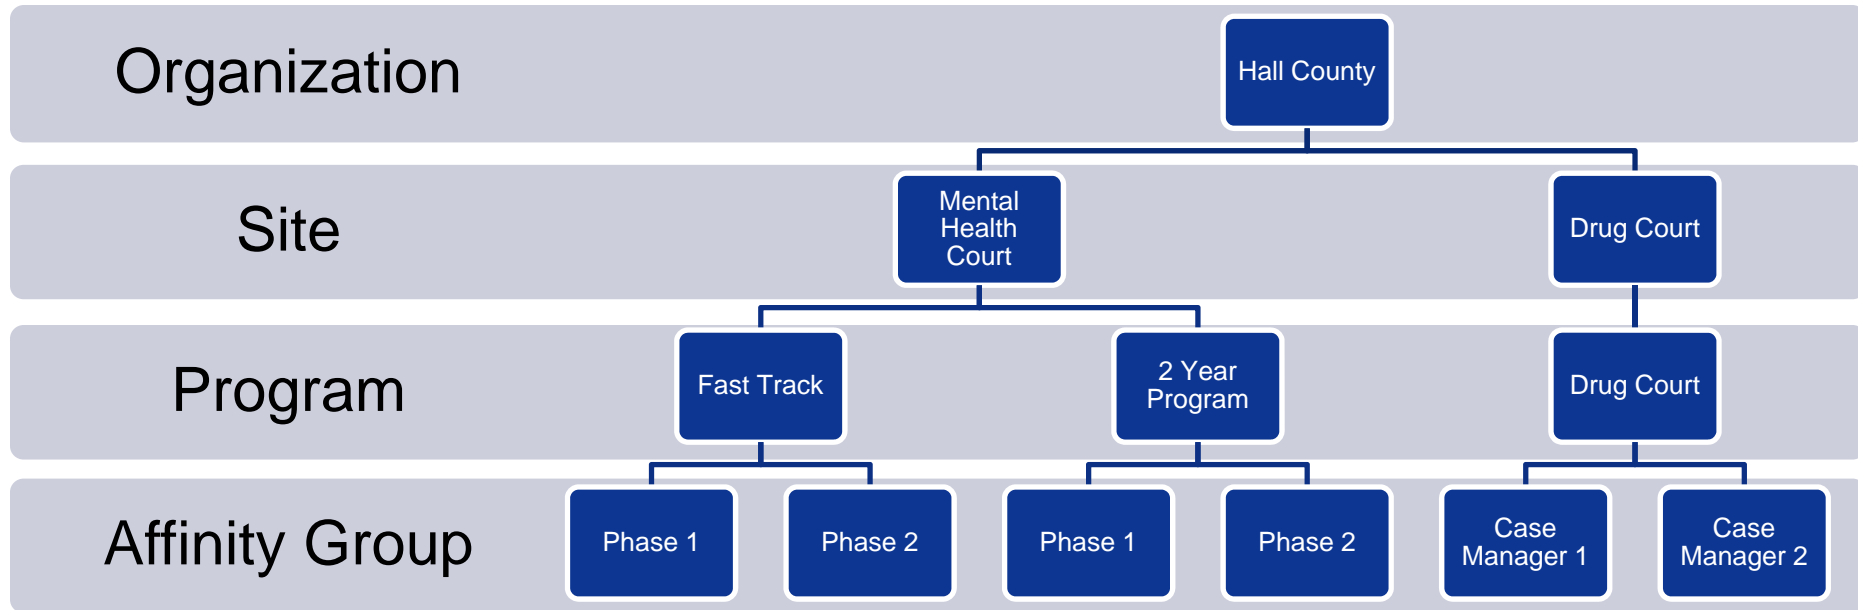 Organization
Hall County
Site
Mental
Health
Court
Drug Court
Program
Fast Track
2 Year
Program
Drug Court
Affinity Group
Phase 1
Phase 2
Phase 1
Phase 2
Case
Manager 1
Case
Manager 2